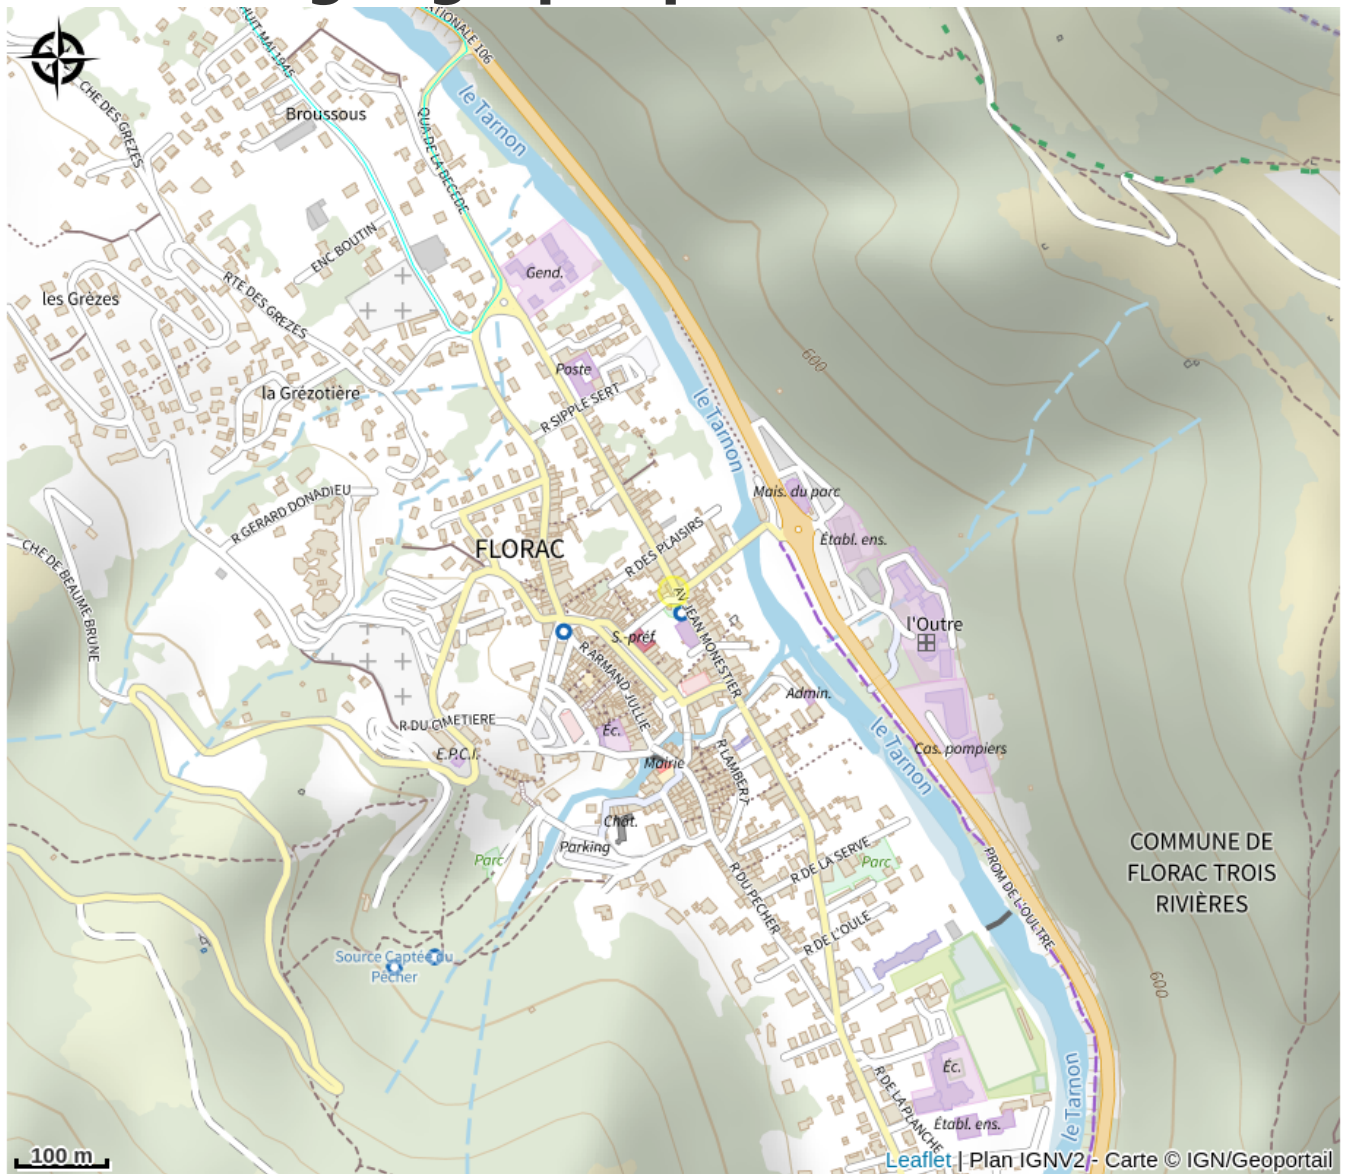 NATIONALE 106
HUIT MAI 1945
CHE DES GREZES
Broussous
le Tarnon
QUA DE LA BECEDE
ENC BOUTIN
Gend.
RTE DES GREZES
les Grèzes
Poste
600
la Grézotière
R SIPPLE SERT
le Tarnon
Mais. du parc
R GERARD DONADIEU
Établ. ens.
FLORAC
CHE DE BEAUME BRUNE
R DES PLAISIRS
AV JEAN MONESTIER
l'Outre
S.-préf.
R ARMAND JULLIE
Admin.
R DU CIMETIERE
Éc.
le Tarnon
E.P.C.I.
Mairie
R LAMBERT
Cas. pompiers
Chât.
Parking
Parc
R DE LA SERVE
Parc
COMMUNE DE
FLORAC TROIS
RIVIÈRES
PROM DE L'OULTRE
R DU PECHER
R DE L'OULE
Source Captée du
Pêcher
600
Éc.
R DE LA PLANCHE
le Tarnon
Établ. ens.
100 m
Leaflet | Plan IGNV2 - Carte © IGN/Geoportail